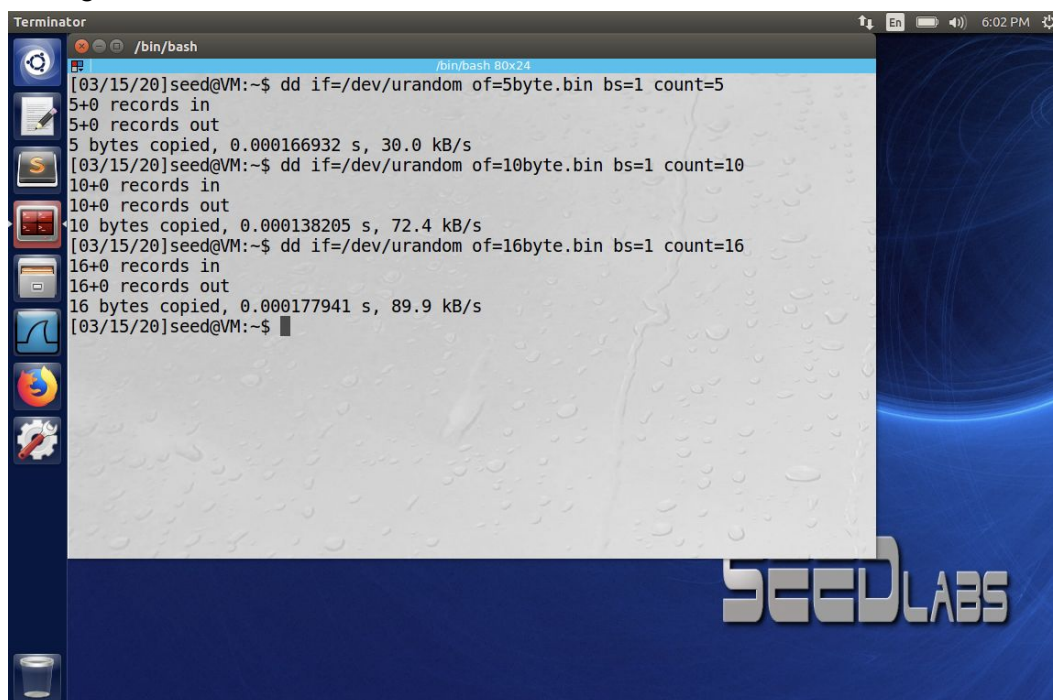 Terminator
En
6:02 PM
/bin/bash
/bin/bash 80x24
[03/15/20]seed@VM:~$ dd if=/dev/urandom of=5byte.bin bs=1 count=5
5+0 records in
5+0 records out
5 bytes copied, 0.000166932 s, 30.0 kB/s
[03/15/20]seed@VM:~$ dd if=/dev/urandom of=10byte.bin bs=1 count=10
10+0 records in
10+0 records out
10 bytes copied, 0.000138205 s, 72.4 kB/s
[03/15/20]seed@VM:~$ dd if=/dev/urandom of=16byte.bin bs=1 count=16
16+0 records in
16+0 records out
16 bytes copied, 0.000177941 s, 89.9 kB/s
[03/15/20]seed@VM:~$
S
SEEDLABS